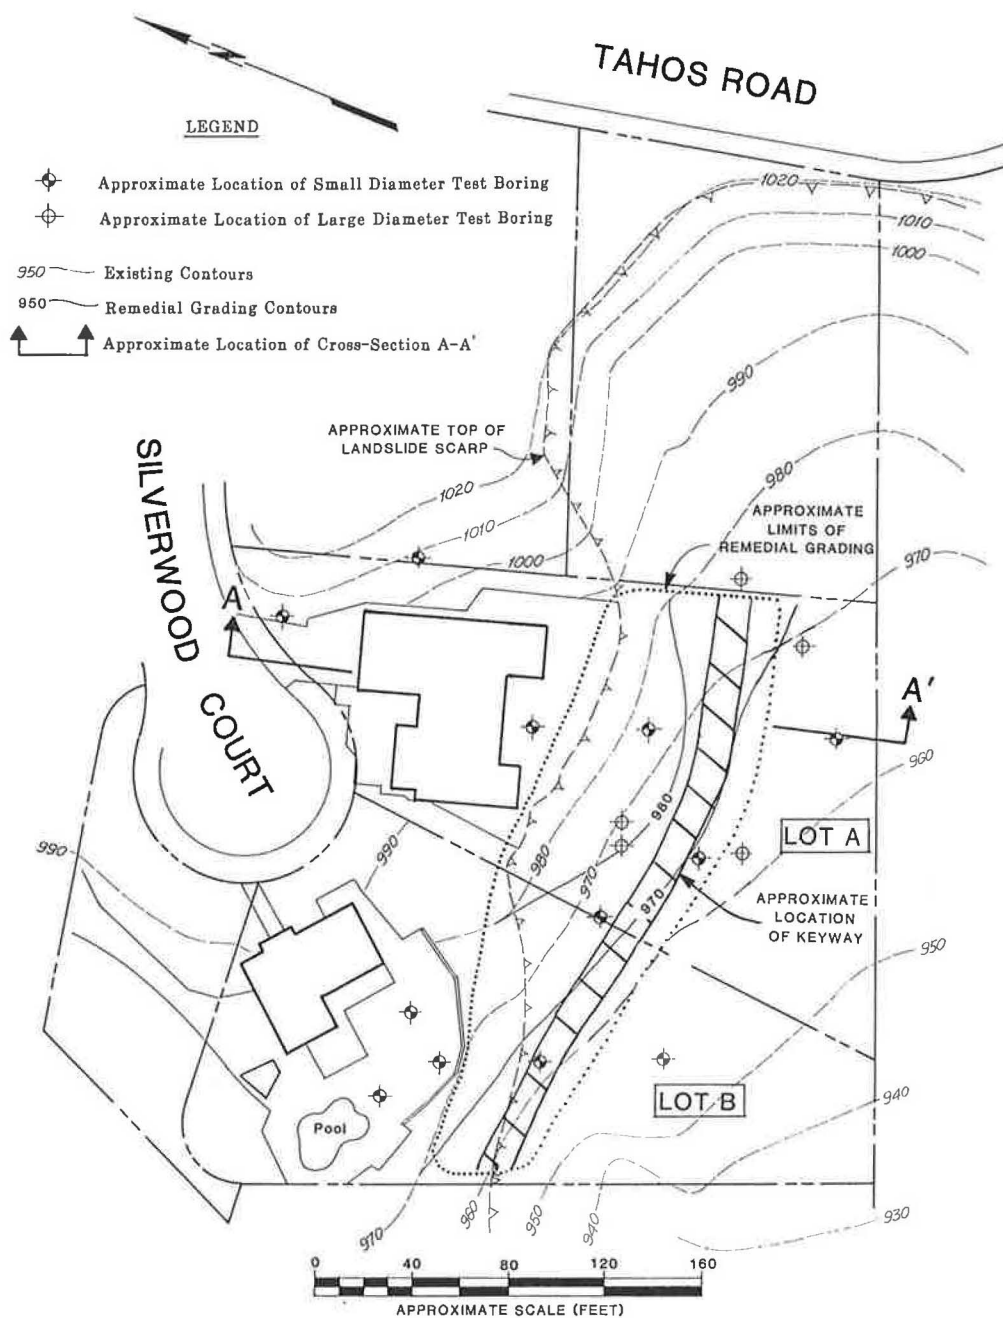 TAHOS ROAD
N
LEGEND
Approximate Location of Small Diameter Test Boring
Approximate Location of Large Diameter Test Boring
950 Existing Contours
950 Remedial Grading Contours
Approximate Location of Cross-Section A-A'
1020
1010
1000
990
980
970
APPROXIMATE TOP OF
LANDSLIDE SCARP
1020
1010
1000
APPROXIMATE
LIMITS OF
REMEDIAL GRADING
SILVERWOOD
COURT
A
A'
960
LOT A
980
990
990
980
970
970
APPROXIMATE
LOCATION
OF KEYWAY
950
LOT B
940
Pool
970
960
950
940
930
0 40 80 120 160
APPROXIMATE SCALE (FEET)